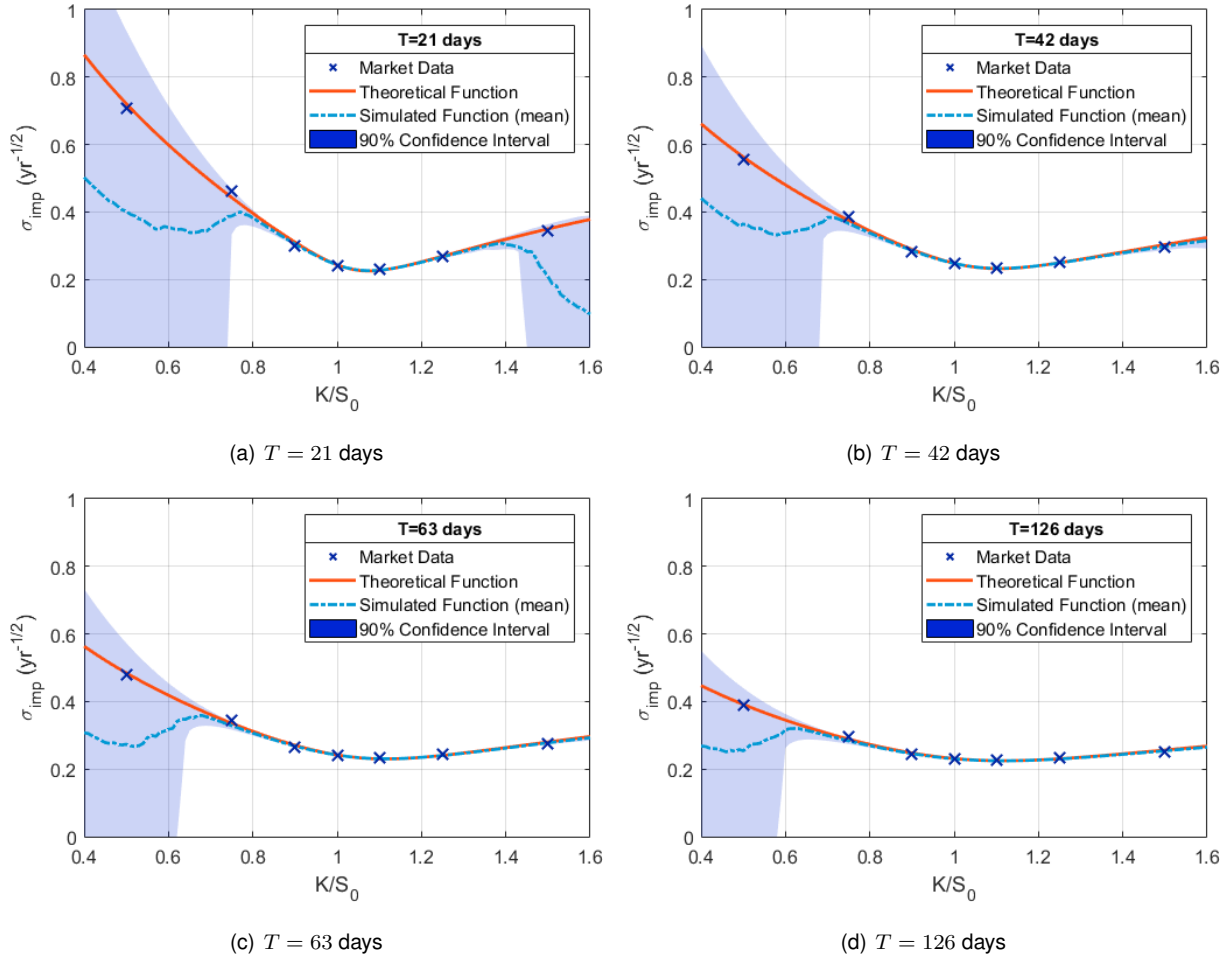 T=21 days
Market Data
Theoretical Function
Simulated Function (mean)
90% Confidence Interval
σ_imp (yr^-1/2)
1
0.8
0.6
0.4
0.2
0
0.4 0.6 0.8 1 1.2 1.4 1.6
K/S_0
(a) T = 21 days
T=42 days
Market Data
Theoretical Function
Simulated Function (mean)
90% Confidence Interval
σ_imp (yr^-1/2)
1
0.8
0.6
0.4
0.2
0
0.4 0.6 0.8 1 1.2 1.4 1.6
K/S_0
(b) T = 42 days
T=63 days
Market Data
Theoretical Function
Simulated Function (mean)
90% Confidence Interval
σ_imp (yr^-1/2)
1
0.8
0.6
0.4
0.2
0
0.4 0.6 0.8 1 1.2 1.4 1.6
K/S_0
(c) T = 63 days
T=126 days
Market Data
Theoretical Function
Simulated Function (mean)
90% Confidence Interval
σ_imp (yr^-1/2)
1
0.8
0.6
0.4
0.2
0
0.4 0.6 0.8 1 1.2 1.4 1.6
K/S_0
(d) T = 126 days